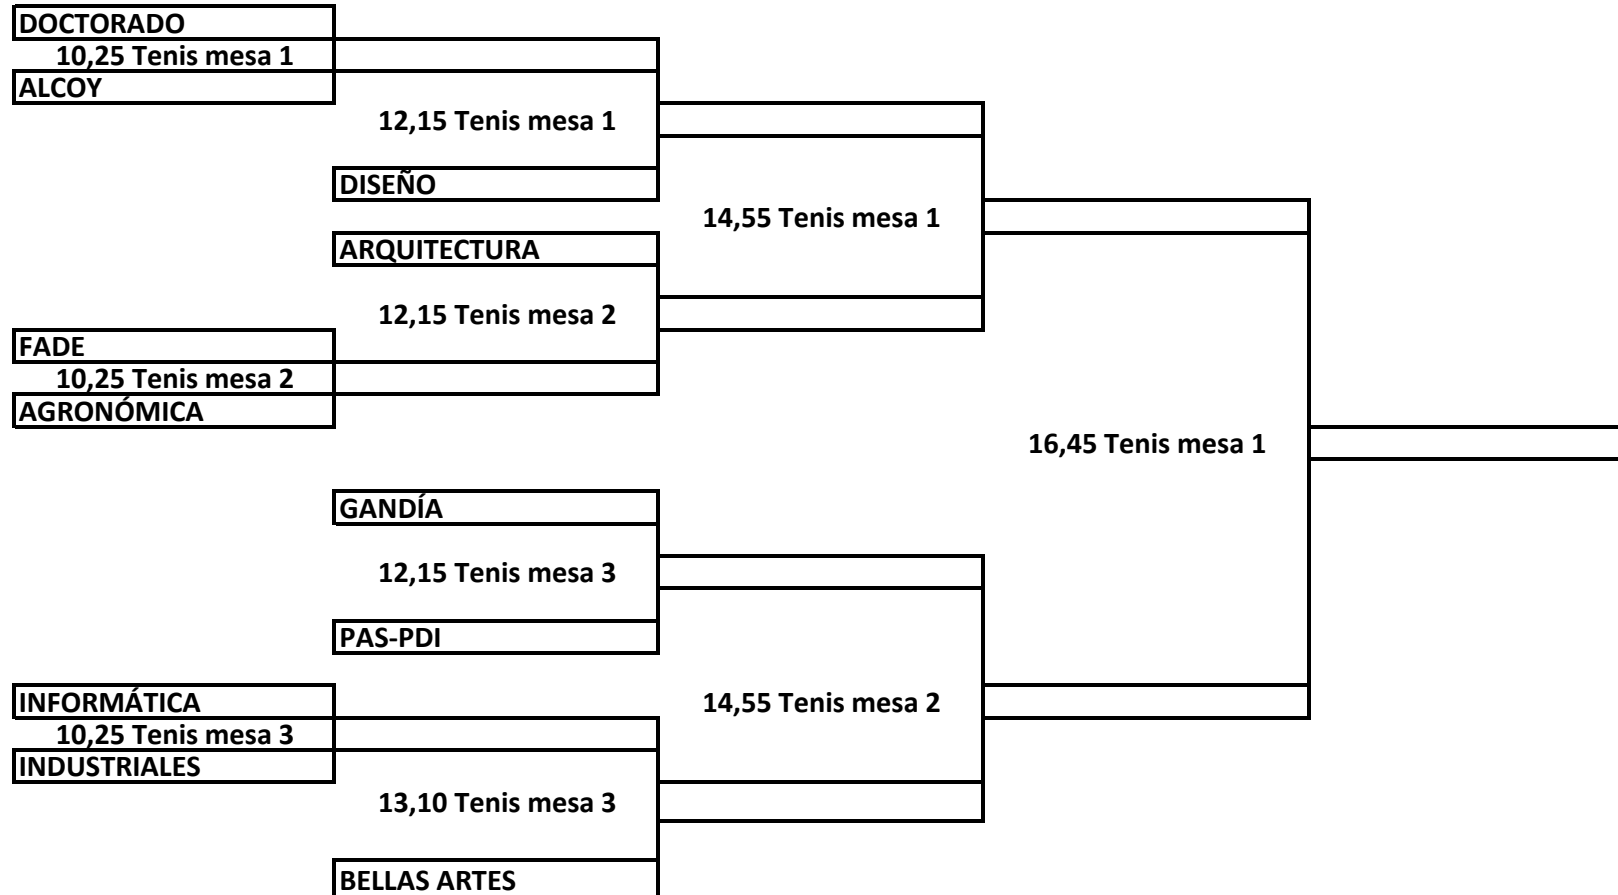 DOCTORADO
10,25 Tenis mesa 1
ALCOY
12,15 Tenis mesa 1
DISEÑO
14,55 Tenis mesa 1
ARQUITECTURA
12,15 Tenis mesa 2
FADE
10,25 Tenis mesa 2
AGRONÓMICA
16,45 Tenis mesa 1
GANDÍA
12,15 Tenis mesa 3
PAS-PDI
INFORMÁTICA
14,55 Tenis mesa 2
10,25 Tenis mesa 3
INDUSTRIALES
13,10 Tenis mesa 3
BELLAS ARTES